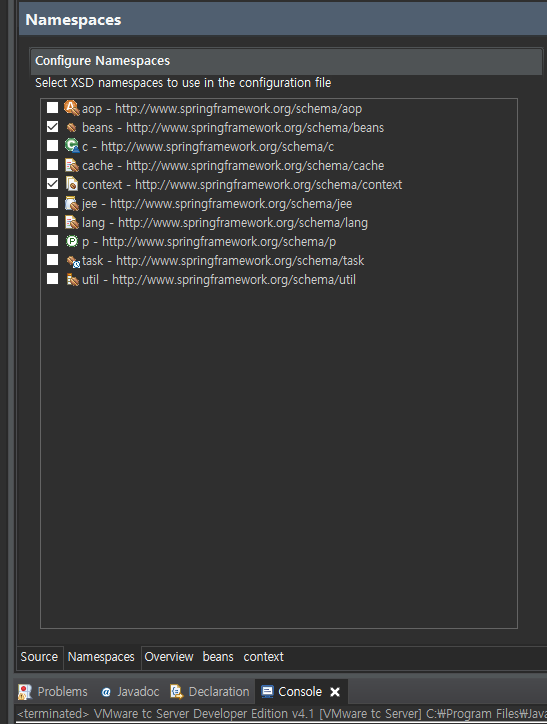 Namespaces
Configure Namespaces
Select XSD namespaces to use in the configuration file
aop - http://www.springframework.org/schema/aop
beans - http://www.springframework.org/schema/beans
c - http://www.springframework.org/schema/c
cache - http://www.springframework.org/schema/cache
context - http://www.springframework.org/schema/context
jee - http://www.springframework.org/schema/jee
lang - http://www.springframework.org/schema/lang
p - http://www.springframework.org/schema/p
task - http://www.springframework.org/schema/task
util - http://www.springframework.org/schema/util
Source Namespaces Overview beans context
Problems @ Javadoc Declaration Console
<terminated> VMware tc Server Developer Edition v4.1 [VMware tc Server] C:₩Program Files₩Java